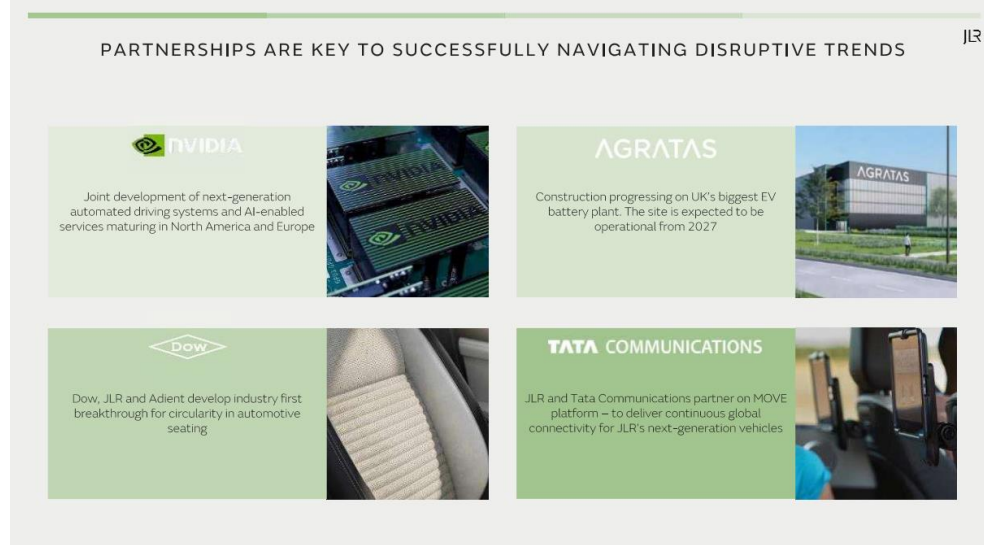 JLR
PARTNERSHIPS ARE KEY TO SUCCESSFULLY NAVIGATING DISRUPTIVE TRENDS
NVIDIA
Joint development of next-generation
automated driving systems and AI-enabled
services maturing in North America and Europe
NVIDIA
NVIDIA
AGRATAS
Construction progressing on UK's biggest EV
battery plant. The site is expected to be
operational from 2027
AGRATAS
Dow
Dow, JLR and Adient develop industry first
breakthrough for circularity in automotive
seating
TATA COMMUNICATIONS
JLR and Tata Communications partner on MOVE
platform – to deliver continuous global
connectivity for JLR's next-generation vehicles